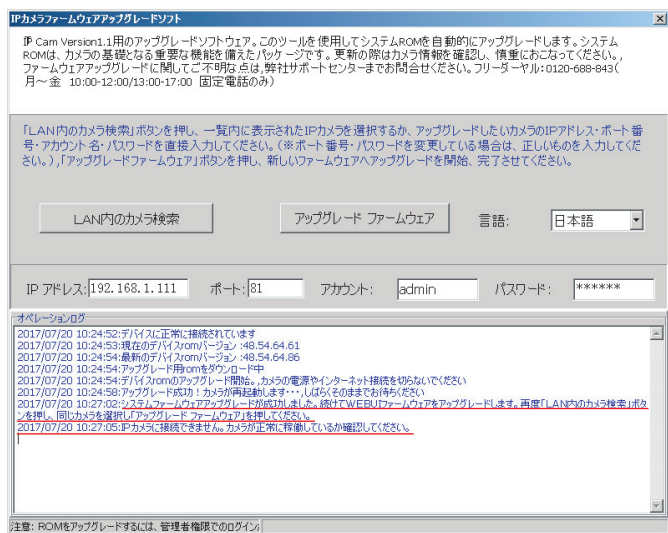 IPカメラファームウェアアップグレードソフト
IP Cam Version1.1用のアップグレードソフトウェア。このツールを使用してシステムROMを自動的にアップグレードします。システム
ROMは、カメラの基礎となる重要な機能を備えたパッケージです。更新の際はカメラ情報を確認し、慎重におこなってください。,
ファームウェアアップグレードに関してご不明な点は,弊社サポートセンターまでお問合せください。フリーダーヤル:0120-688-843(
月～金 10:00-12:00/13:00-17:00 固定電話のみ)
「LAN内のカメラ検索」ボタンを押し、一覧内に表示されたIPカメラを選択するか、アップグレードしたいカメラのIPアドレス・ポート番
号・アカウント名・パスワードを直接入力してください。(※ポート番号・パスワードを変更している場合は、正しいものを入力してくだ
さい。),「アップグレードファームウェア」ボタンを押し、新しいファームウェアへアップグレードを開始、完了させてください。
LAN内のカメラ検索 アップグレード ファームウェア 言語: 日本語
IP アドレス: 192.168.1.111 ポート: 81 アカウント: admin パスワード: ******
オペレーションログ
2017/07/20 10:24:52:デバイスに正常に接続されています
2017/07/20 10:24:53:現在のデバイスromバージョン :48.54.64.61
2017/07/20 10:24:54:最新のデバイスromバージョン :48.54.64.86
2017/07/20 10:24:54:アップグレード用romをダウンロード中
2017/07/20 10:24:54:デバイスromのアップグレード開始。,カメラの電源やインターネット接続を切らないでください
2017/07/20 10:24:58:アップグレード成功！カメラが再起動します・・・,しばらくそのままでお待ちください
2017/07/20 10:27:02:システムファームウェアアップグレードが成功しました。続けてWEBUIファームウェアをアップグレードします。再度「LAN内のカメラ検索」ボタ
ンを押し、同じカメラを選択し「アップグレード ファームウェア」を押してください。
2017/07/20 10:27:05:IPカメラに接続できません。カメラが正常に稼働しているか確認してください。
注意: ROMをアップグレードするには、管理者権限でのログイン